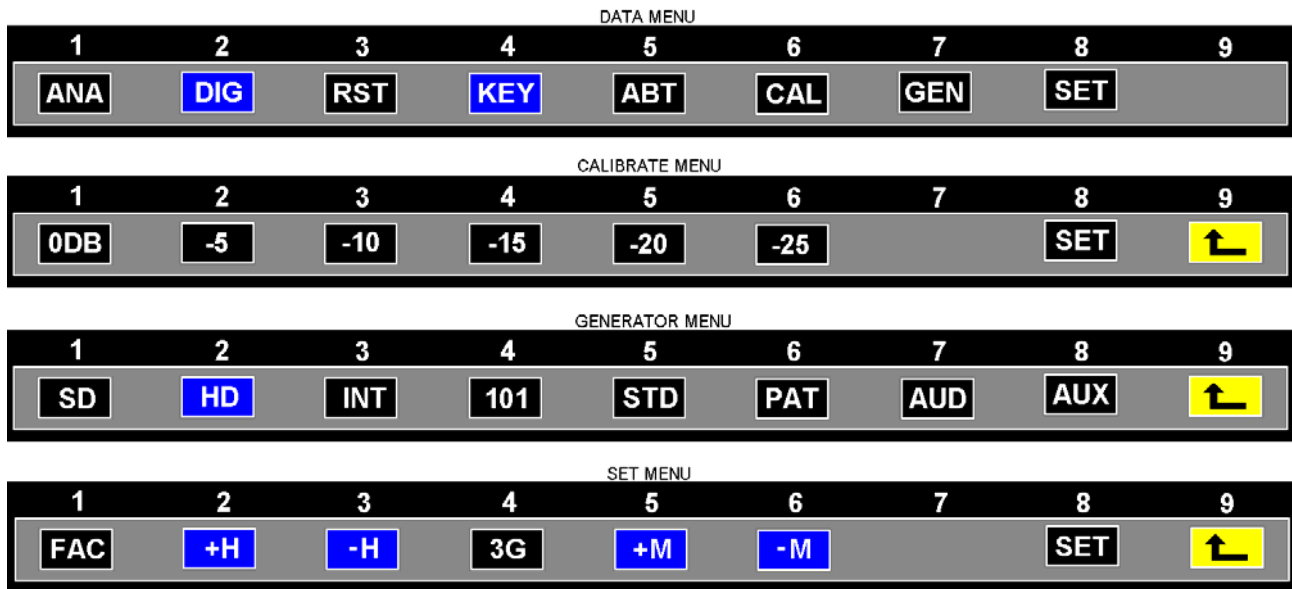 DATA MENU
1 2 3 4 5 6 7 8 9
ANA DIG RST KEY ABT CAL GEN SET
CALIBRATE MENU
1 2 3 4 5 6 7 8 9
0DB -5 -10 -15 -20 -25 SET
GENERATOR MENU
1 2 3 4 5 6 7 8 9
SD HD INT 101 STD PAT AUD AUX
SET MENU
1 2 3 4 5 6 7 8 9
FAC +H -H 3G +M -M SET